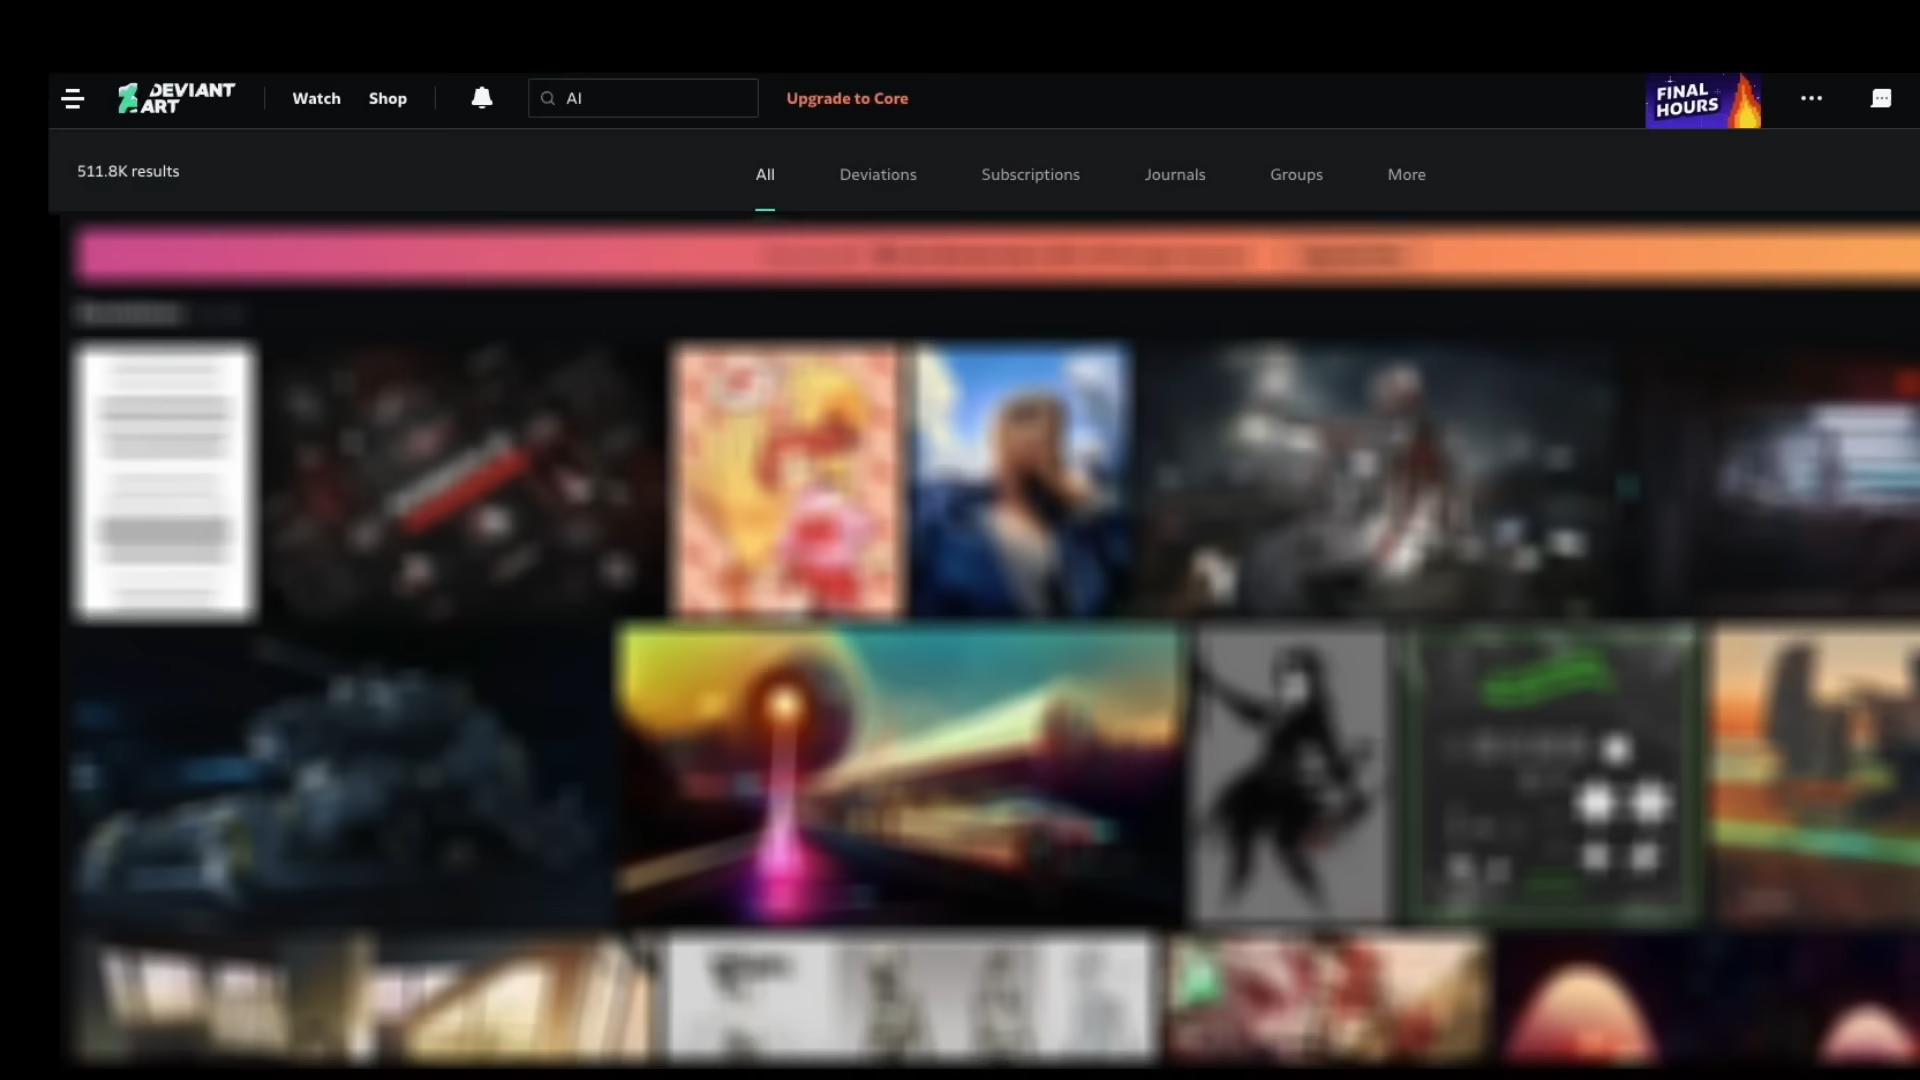 DEVIANT
ART
Watch
Shop
AI
Upgrade to Core
FINAL
HOURS
511.8K results
All
Deviations
Subscriptions
Journals
Groups
More